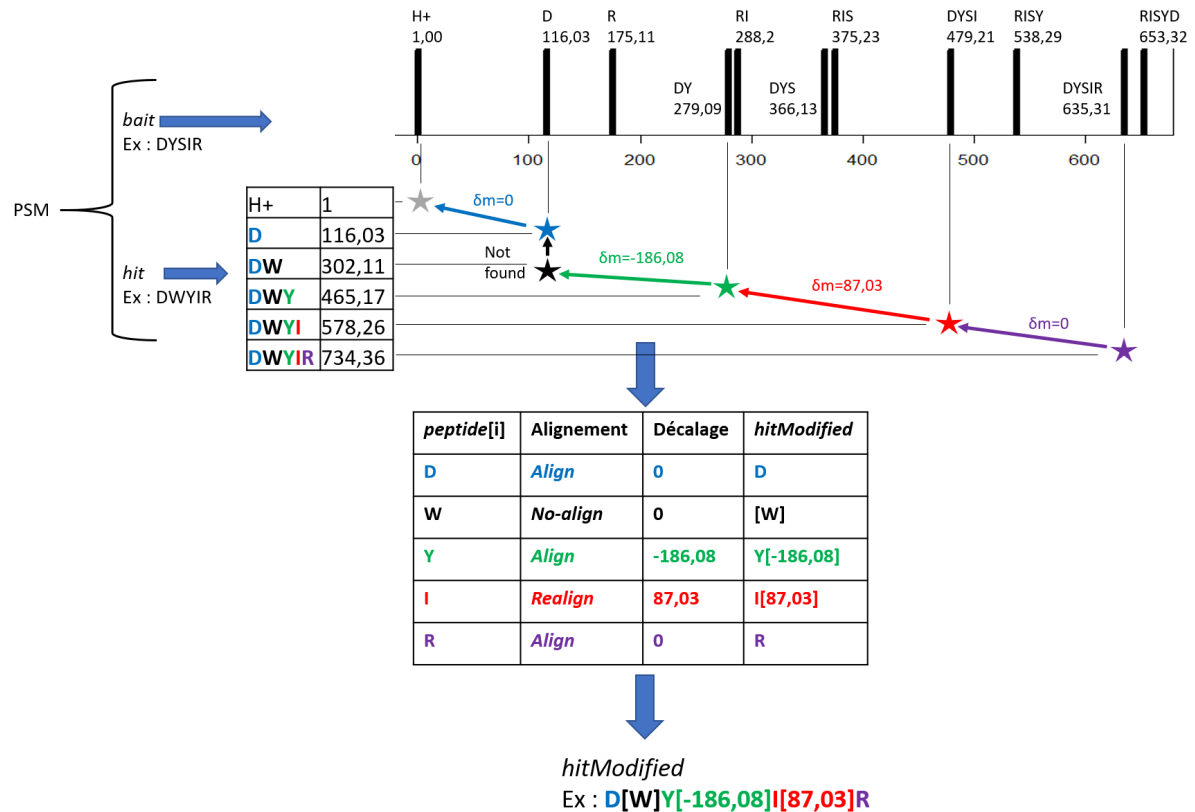 H+ D R RI RIS DYSI RISY RISYD
1,00 116,03 175,11 288,2 375,23 479,21 538,29 653,32
DY DYS DYSIR
279,09 366,13 635,31
bait
Ex : DYSIR
0 100 200 300 400 500 600
PSM
H+ 1
D 116,03
DW 302,11
DWY 465,17
DWYI 578,26
DWYIR 734,36
hit
Ex : DWYIR
δm=0
Not
found
δm=-186,08
δm=87,03
δm=0
peptide[i] Alignement Décalage hitModified
D Align 0 D
W No-align 0 [W]
Y Align -186,08 Y[-186,08]
I Realign 87,03 I[87,03]
R Align 0 R
hitModified
Ex : D[W]Y[-186,08]I[87,03]R